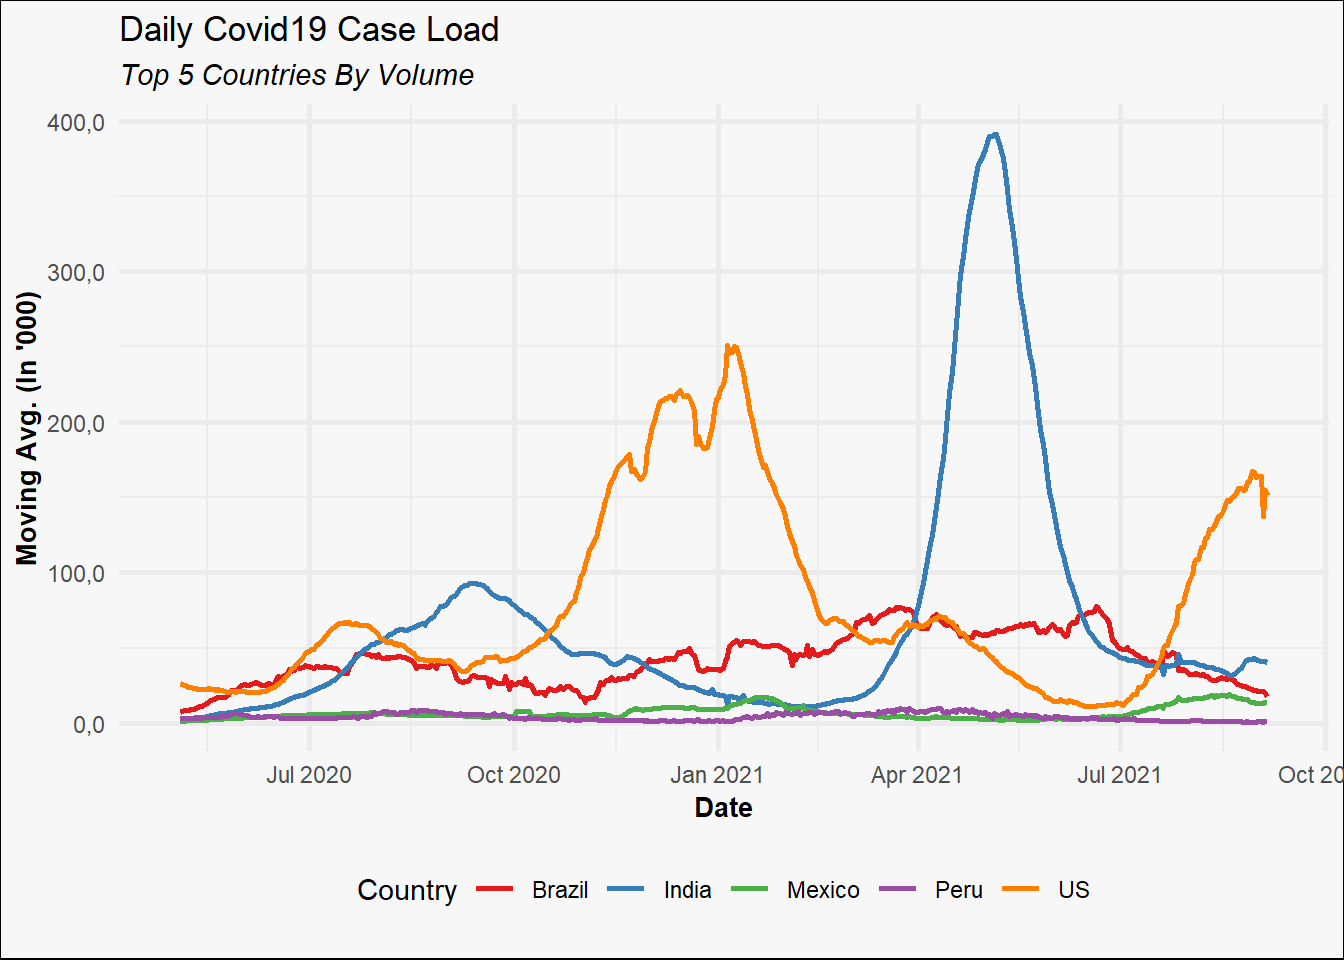 Daily Covid19 Case Load
Top 5 Countries By Volume
400,0
300,0
200,0
100,0
0,0
Moving Avg. (In '000)
Jul 2020 Oct 2020 Jan 2021 Apr 2021 Jul 2021 Oct 20
Date
Country Brazil India Mexico Peru US